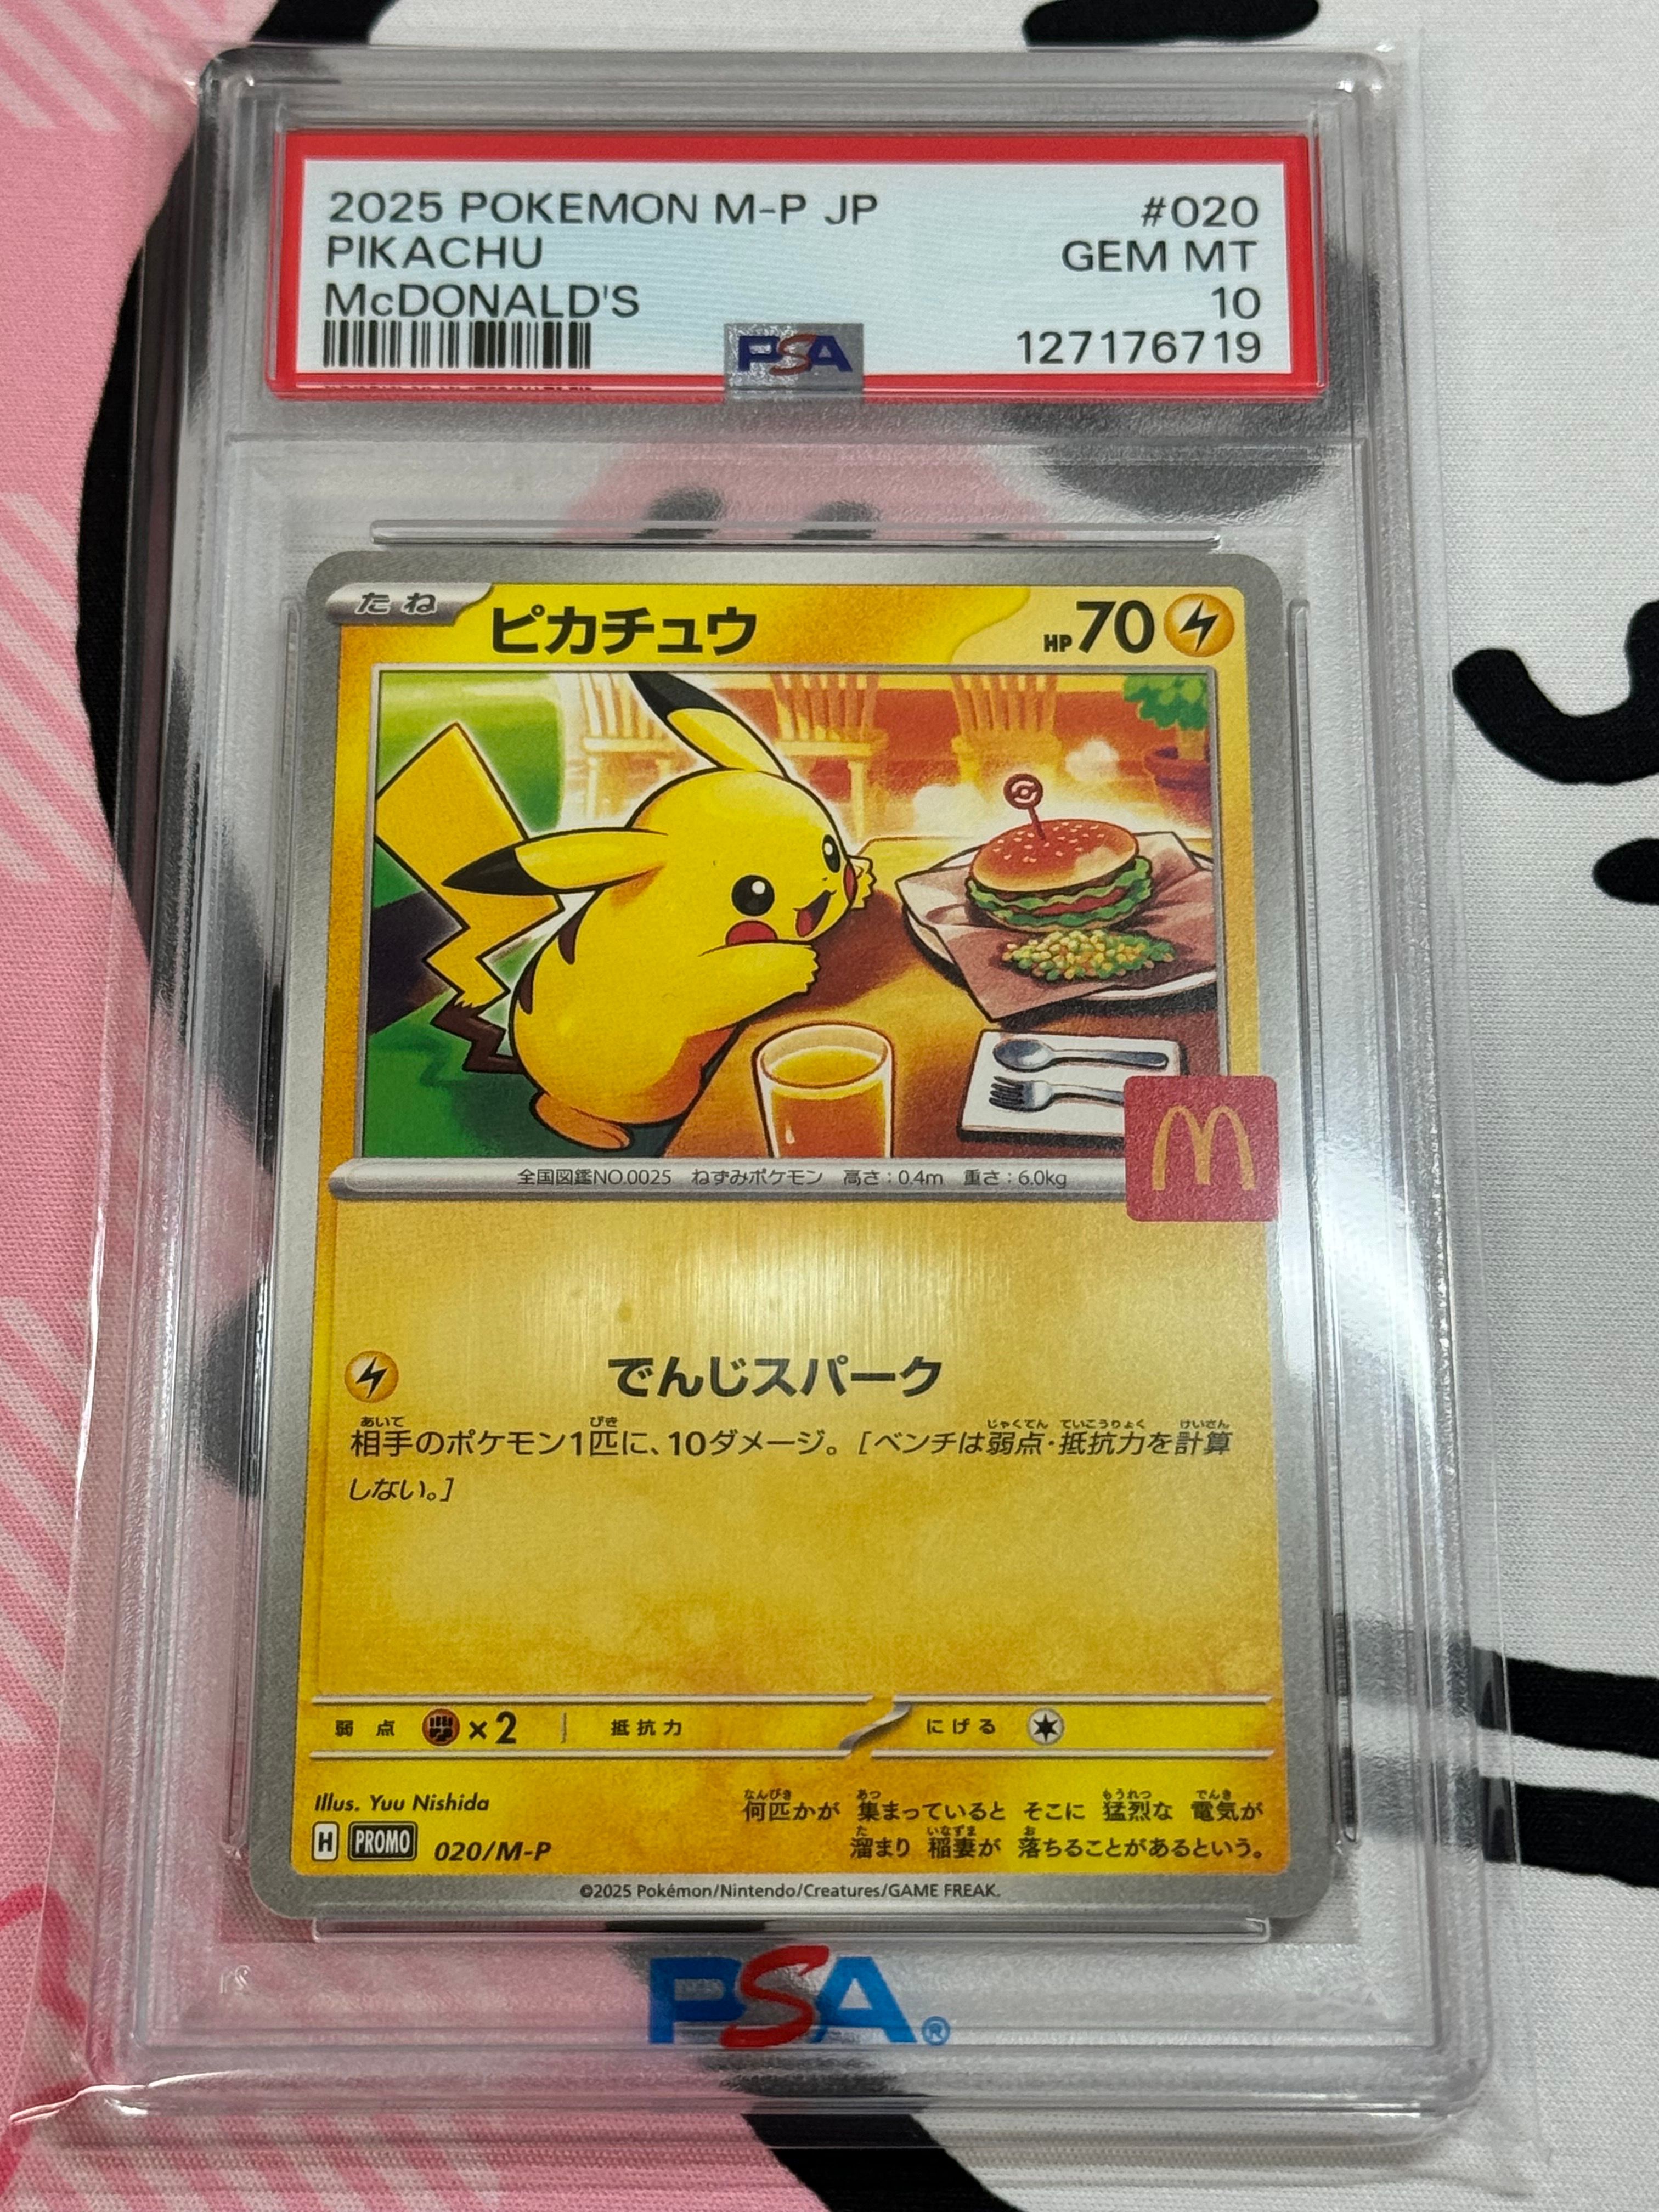 2025 POKEMON M-P JP #020
PIKACHU GEM MT
McDONALD'S 10
PSA 127176719
たね ピカチュウ HP70
全国図鑑NO.0025 ねずみポケモン 高さ:0.4m 重さ:6.0kg
でんじスパーク
相手のポケモン1匹に、10ダメージ。[ベンチは弱点・抵抗力を計算
しない。]
弱点 ×2 抵抗力 にげる
Illus. Yuu Nishida
何匹かが 集まっていると そこに 猛烈な 電気が
H PROMO 020/M-P
溜まり 稲妻が 落ちることがあるという。
©2025 Pokémon/Nintendo/Creatures/GAME FREAK.
PSA®